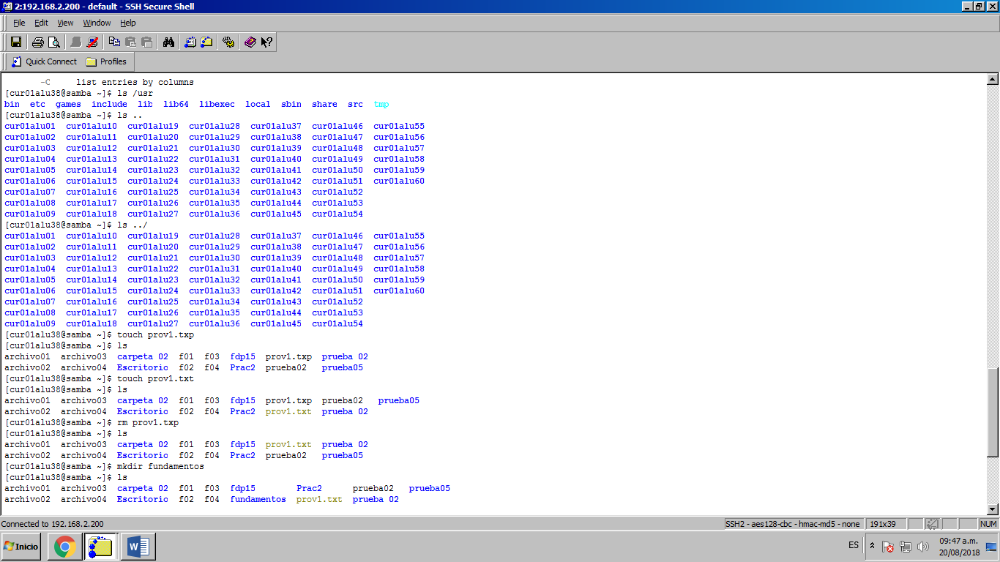 2:192.168.2.200 - default - SSH Secure Shell
File Edit View Window Help
Quick Connect Profiles
-C list entries by columns
[cur01alu38@samba ~]$ ls /usr
bin etc games include lib lib64 libexec local sbin share src tmp
[cur01alu38@samba ~]$ ls ..
cur01alu01 cur01alu10 cur01alu19 cur01alu28 cur01alu37 cur01alu46 cur01alu55
cur01alu02 cur01alu11 cur01alu20 cur01alu29 cur01alu38 cur01alu47 cur01alu56
cur01alu03 cur01alu12 cur01alu21 cur01alu30 cur01alu39 cur01alu48 cur01alu57
cur01alu04 cur01alu13 cur01alu22 cur01alu31 cur01alu40 cur01alu49 cur01alu58
cur01alu05 cur01alu14 cur01alu23 cur01alu32 cur01alu41 cur01alu50 cur01alu59
cur01alu06 cur01alu15 cur01alu24 cur01alu33 cur01alu42 cur01alu51 cur01alu60
cur01alu07 cur01alu16 cur01alu25 cur01alu34 cur01alu43 cur01alu52
cur01alu08 cur01alu17 cur01alu26 cur01alu35 cur01alu44 cur01alu53
cur01alu09 cur01alu18 cur01alu27 cur01alu36 cur01alu45 cur01alu54
[cur01alu38@samba ~]$ ls ../
cur01alu01 cur01alu10 cur01alu19 cur01alu28 cur01alu37 cur01alu46 cur01alu55
cur01alu02 cur01alu11 cur01alu20 cur01alu29 cur01alu38 cur01alu47 cur01alu56
cur01alu03 cur01alu12 cur01alu21 cur01alu30 cur01alu39 cur01alu48 cur01alu57
cur01alu04 cur01alu13 cur01alu22 cur01alu31 cur01alu40 cur01alu49 cur01alu58
cur01alu05 cur01alu14 cur01alu23 cur01alu32 cur01alu41 cur01alu50 cur01alu59
cur01alu06 cur01alu15 cur01alu24 cur01alu33 cur01alu42 cur01alu51 cur01alu60
cur01alu07 cur01alu16 cur01alu25 cur01alu34 cur01alu43 cur01alu52
cur01alu08 cur01alu17 cur01alu26 cur01alu35 cur01alu44 cur01alu53
cur01alu09 cur01alu18 cur01alu27 cur01alu36 cur01alu45 cur01alu54
[cur01alu38@samba ~]$ touch prov1.txp
[cur01alu38@samba ~]$ ls
archivo01 archivo03 carpeta 02 f01 f03 fdp15 prov1.txp prueba 02
archivo02 archivo04 Escritorio f02 f04 Prac2 prueba02 prueba05
[cur01alu38@samba ~]$ touch prov1.txt
[cur01alu38@samba ~]$ ls
archivo01 archivo03 carpeta 02 f01 f03 fdp15 prov1.txp prueba02 prueba05
archivo02 archivo04 Escritorio f02 f04 Prac2 prov1.txt prueba 02
[cur01alu38@samba ~]$ rm prov1.txp
[cur01alu38@samba ~]$ ls
archivo01 archivo03 carpeta 02 f01 f03 fdp15 prov1.txt prueba 02
archivo02 archivo04 Escritorio f02 f04 Prac2 prueba02 prueba05
[cur01alu38@samba ~]$ mkdir fundamentos
[cur01alu38@samba ~]$ ls
archivo01 archivo03 carpeta 02 f01 f03 fdp15 Prac2 prueba02 prueba05
archivo02 archivo04 Escritorio f02 f04 fundamentos prov1.txt prueba 02
Connected to 192.168.2.200 SSH2 - aes128-cbc - hmac-md5 - none 191x39 NUM
Inicio ES 09:47 a.m.
20/08/2018